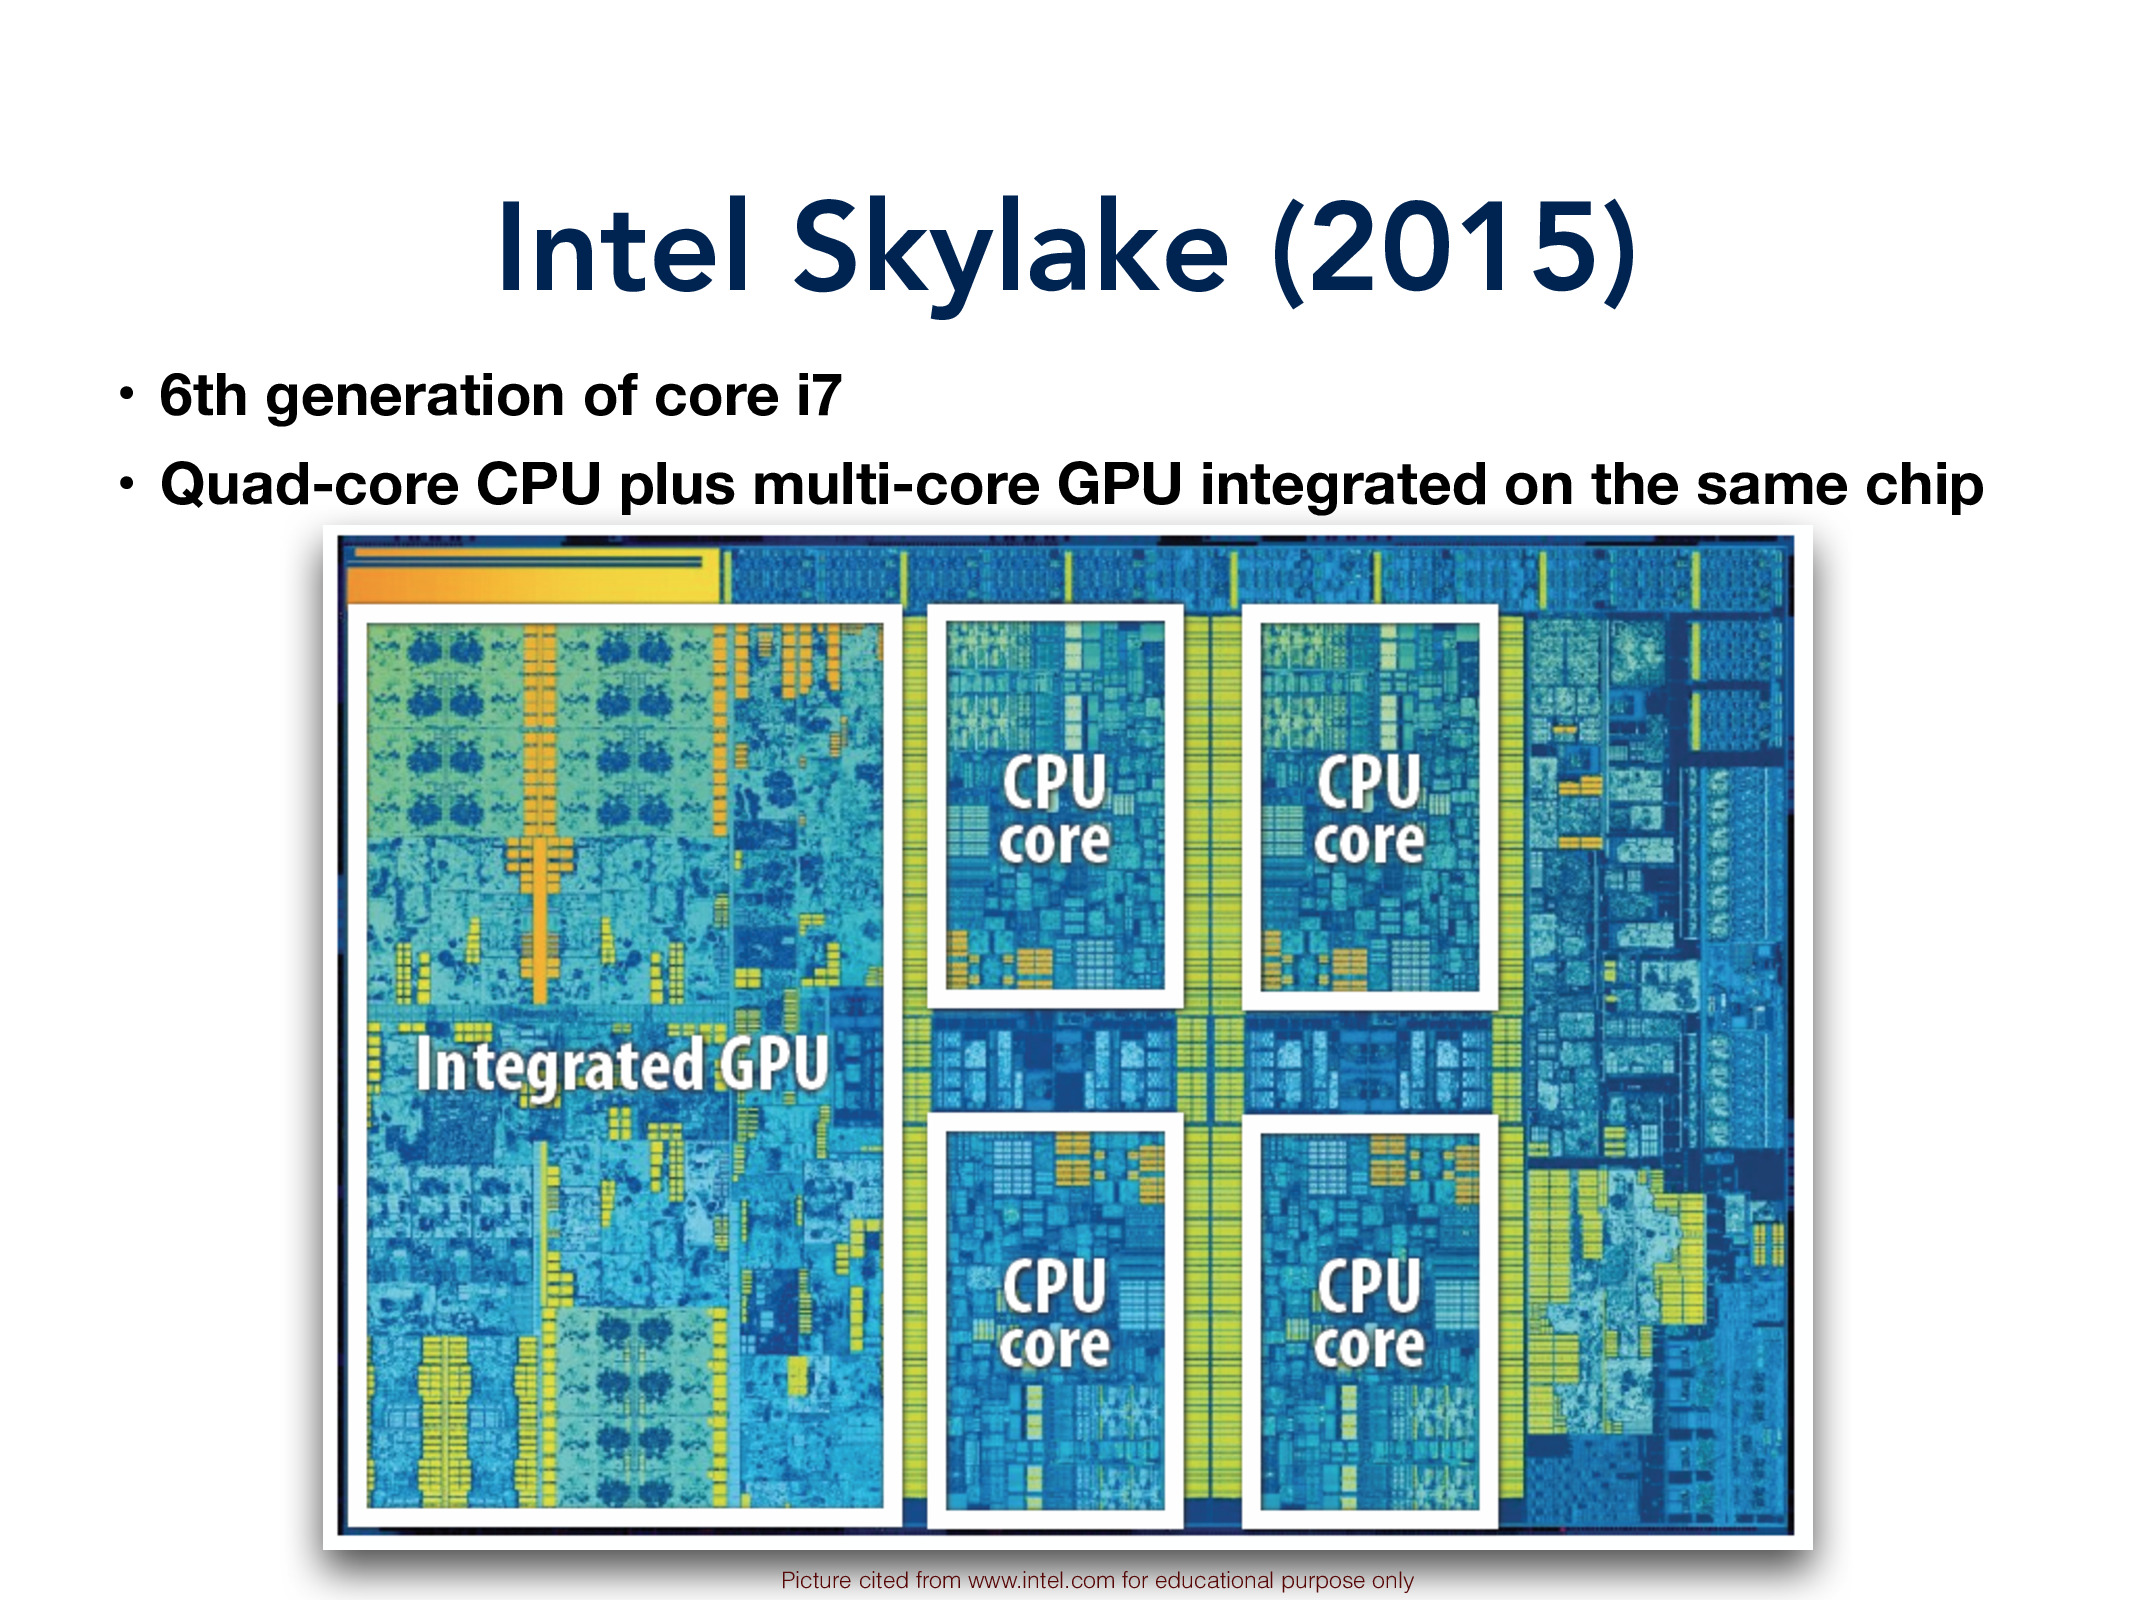 Intel Skylake (2015)
• 6th generation of core i7
• Quad-core CPU plus multi-core GPU integrated on the same chip
CPU
core
CPU
core
Integrated GPU
CPU
core
CPU
core
Picture cited from www.intel.com for educational purpose only